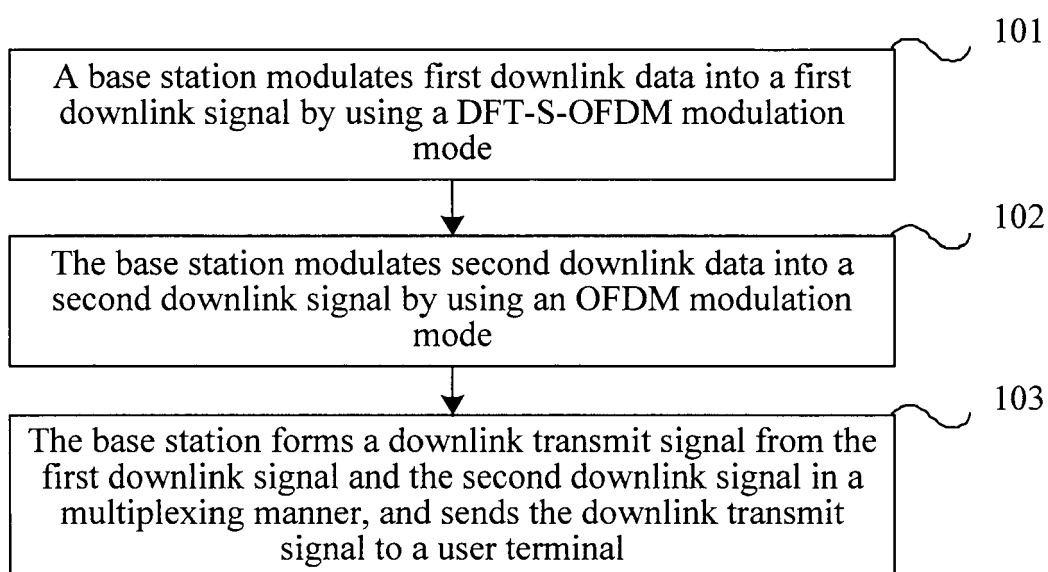 101
A base station modulates first downlink data into a first
downlink signal by using a DFT-S-OFDM modulation
mode
102
The base station modulates second downlink data into a
second downlink signal by using an OFDM modulation
mode
103
The base station forms a downlink transmit signal from the
first downlink signal and the second downlink signal in a
multiplexing manner, and sends the downlink transmit
signal to a user terminal